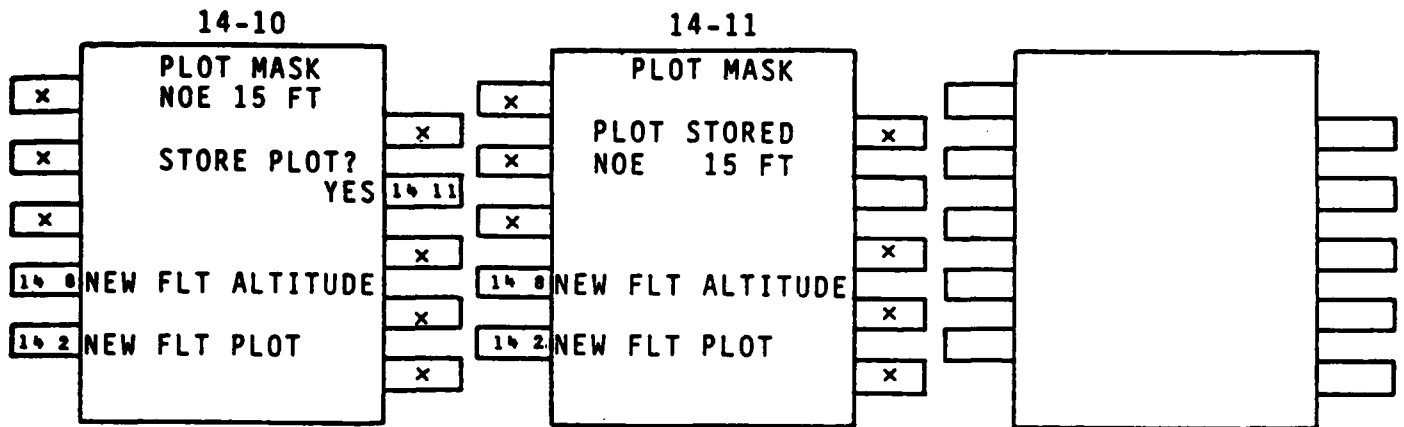 14-10
PLOT MASK
x NOE 15 FT
x
x STORE PLOT?
YES 14 11
x
x
14 8 NEW FLT ALTITUDE
x
14 2 NEW FLT PLOT
x
14-11
PLOT MASK
x
PLOT STORED x
x NOE 15 FT
x
x
14 8 NEW FLT ALTITUDE
x
14 2 NEW FLT PLOT
x